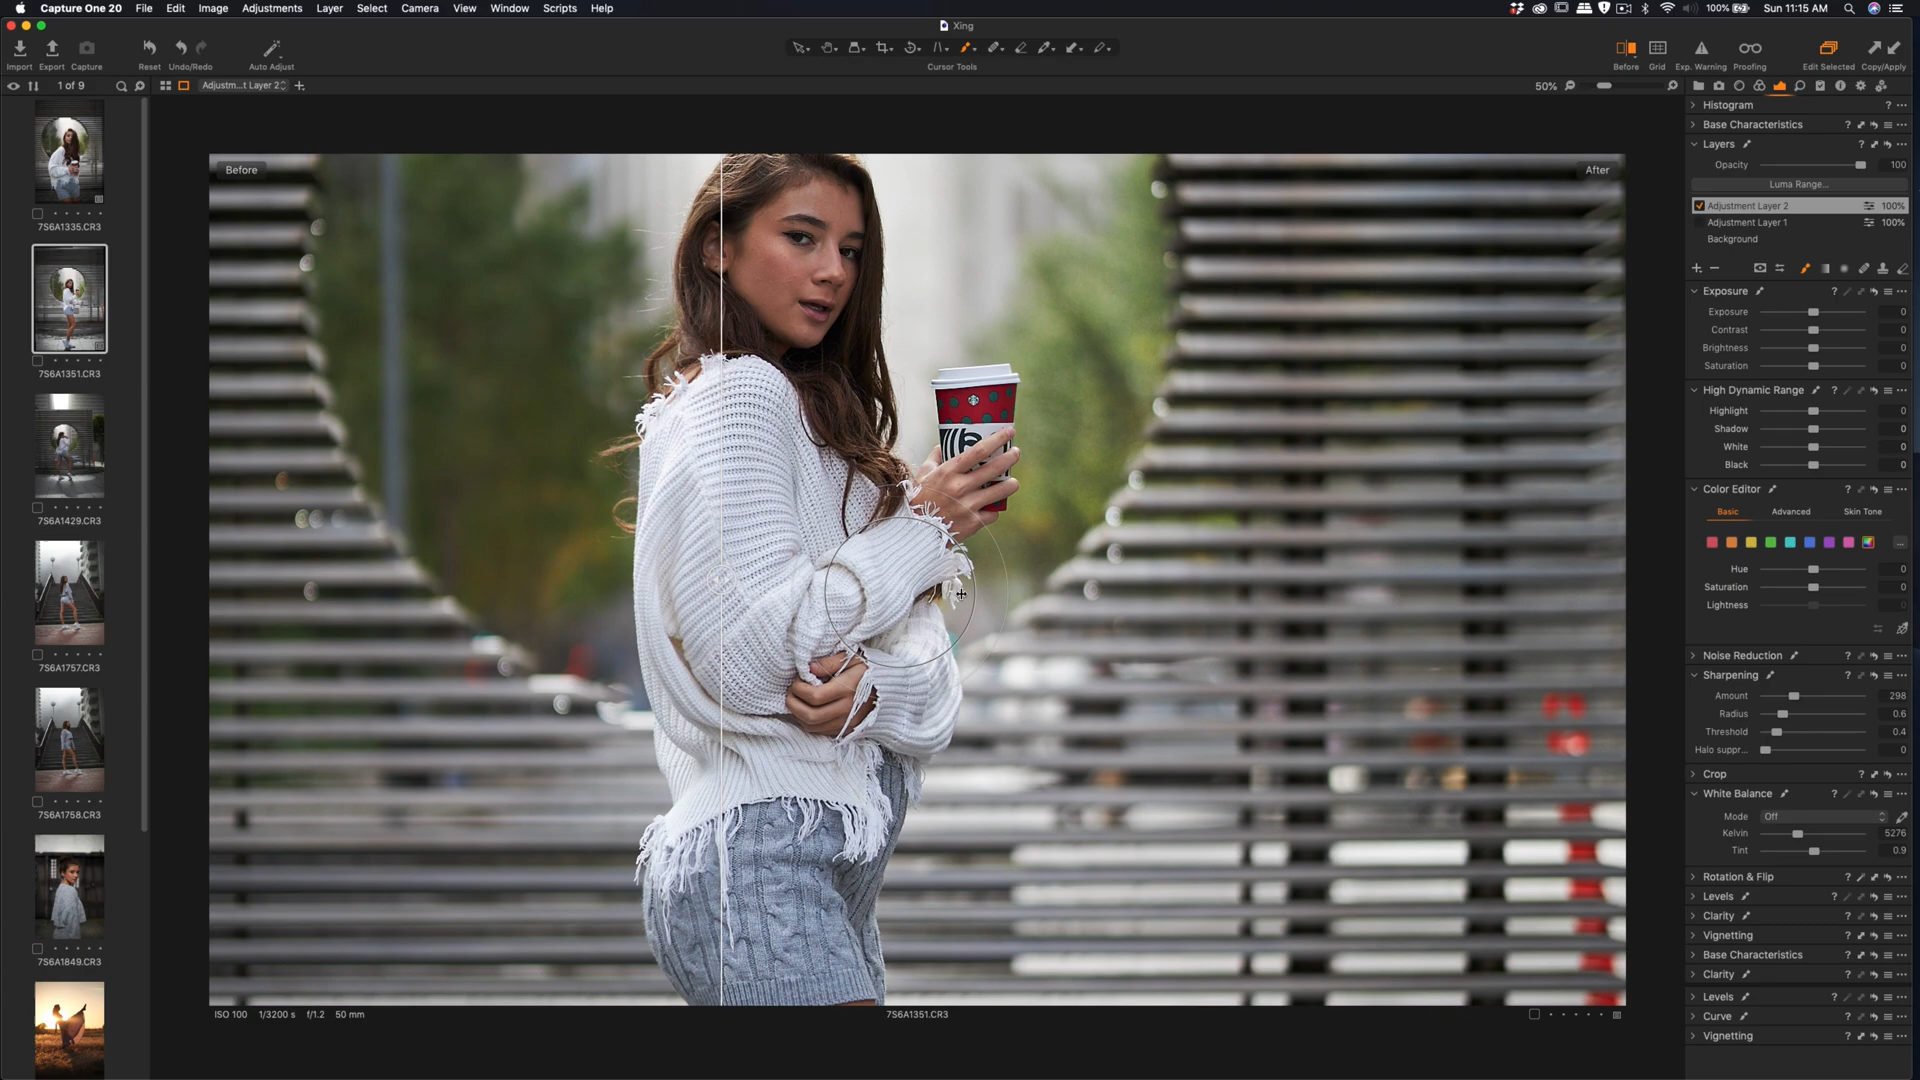 Capture One 20 File Edit Image Adjustments Layer Select Camera View Window Scripts Help
100% Sun 11:15 AM
Xing
Import Export Capture Reset Undo/Redo Auto Adjust
Cursor Tools
Before Grid Exp. Warning Proofing Edit Selected Copy/Apply
1 of 9
Adjustm...t Layer 2
50%
7S6A1335.CR3
7S6A1351.CR3
7S6A1429.CR3
7S6A1757.CR3
7S6A1758.CR3
7S6A1849.CR3
Before
After
ISO 100 1/3200 s f/1.2 50 mm
7S6A1351.CR3
Histogram ? ...
Base Characteristics ? ...
Layers ? ...
Opacity 100
Luma Range...
Adjustment Layer 2 100%
Adjustment Layer 1 100%
Background
Exposure ? ...
Exposure 0
Contrast 0
Brightness 0
Saturation 0
High Dynamic Range ? ...
Highlight 0
Shadow 0
White 0
Black 0
Color Editor ? ...
Basic Advanced Skin Tone
...
Hue 0
Saturation 0
Lightness 0
Noise Reduction ? ...
Sharpening ? ...
Amount 298
Radius 0.6
Threshold 0.4
Halo suppr... 0
Crop ? ...
White Balance ? ...
Mode Off
Kelvin 5276
Tint 0.9
Rotation & Flip ? ...
Levels ? ...
Clarity ? ...
Vignetting ? ...
Base Characteristics ? ...
Clarity ? ...
Levels ? ...
Curve ? ...
Vignetting ? ...